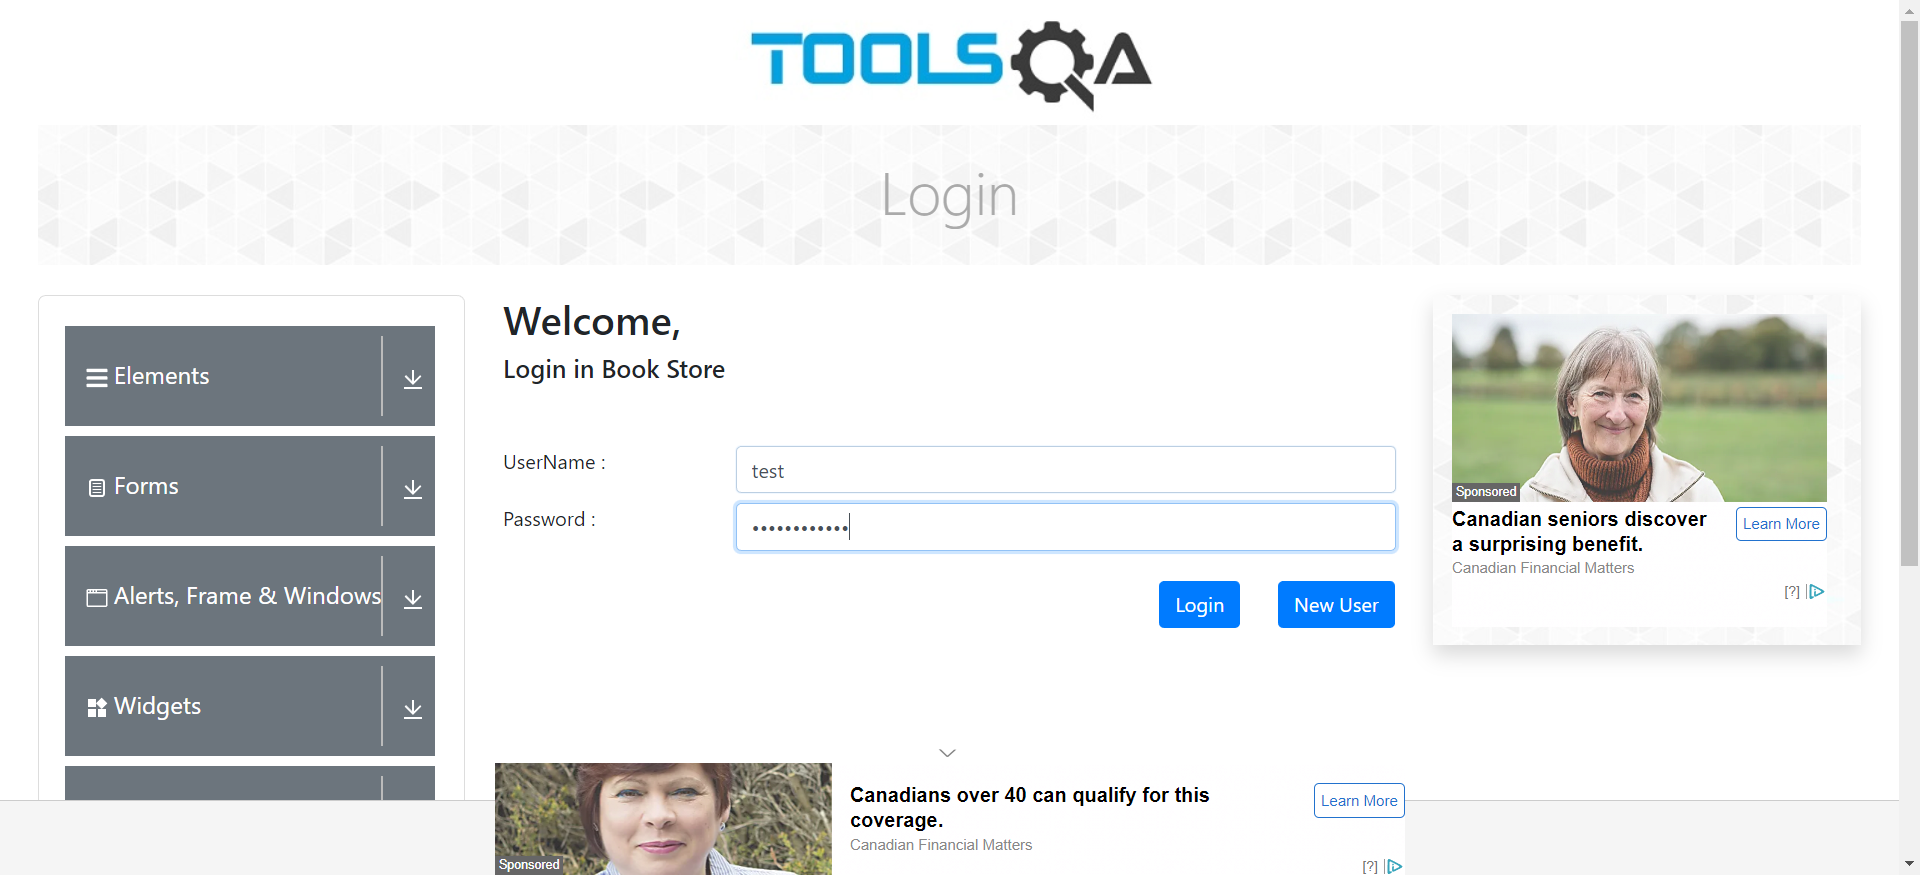 TOOLSQA
Login
Elements
Forms
Alerts, Frame & Windows
Widgets
Welcome,
Login in Book Store
UserName :
test
Password :
••••••••••••
Login
New User
Sponsored
Canadian seniors discover
a surprising benefit.
Canadian Financial Matters
Learn More
[?]
Sponsored
Canadians over 40 can qualify for this
coverage.
Canadian Financial Matters
Learn More
[?]